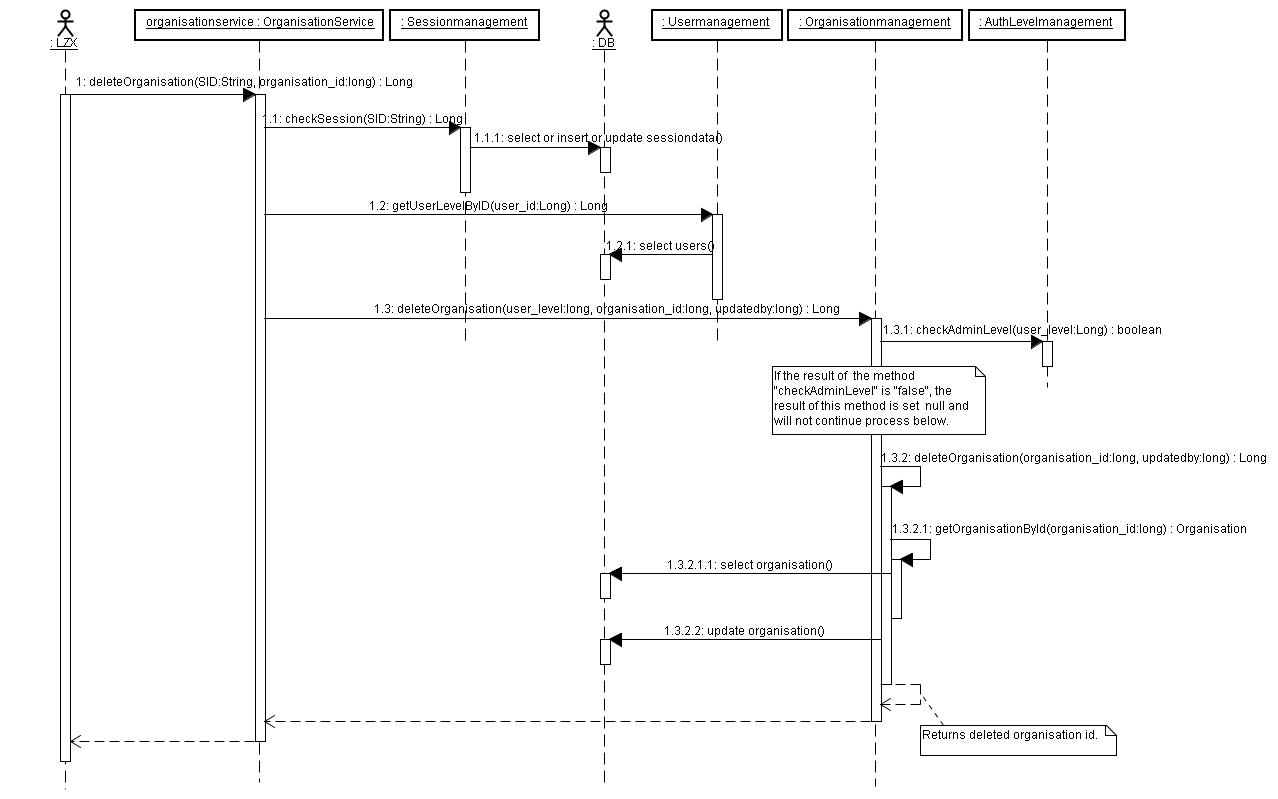 : LZX
organisationservice : OrganisationService
: Sessionmanagement
: DB
: Usermanagement
: Organisationmanagement
: AuthLevelmanagement
1: deleteOrganisation(SID:String, organisation_id:long) : Long
1.1: checkSession(SID:String) : Long
1.1.1: select or insert or update sessiondata()
1.2: getUserLevelByID(user_id:Long) : Long
1.2.1: select users()
1.3: deleteOrganisation(user_level:long, organisation_id:long, updatedby:long) : Long
1.3.1: checkAdminLevel(user_level:Long) : boolean
If the result of the method
"checkAdminLevel" is "false", the
result of this method is set null and
will not continue process below.
1.3.2: deleteOrganisation(organisation_id:long, updatedby:long) : Long
1.3.2.1: getOrganisationById(organisation_id:long) : Organisation
1.3.2.1.1: select organisation()
1.3.2.2: update organisation()
Returns deleted organisation id.